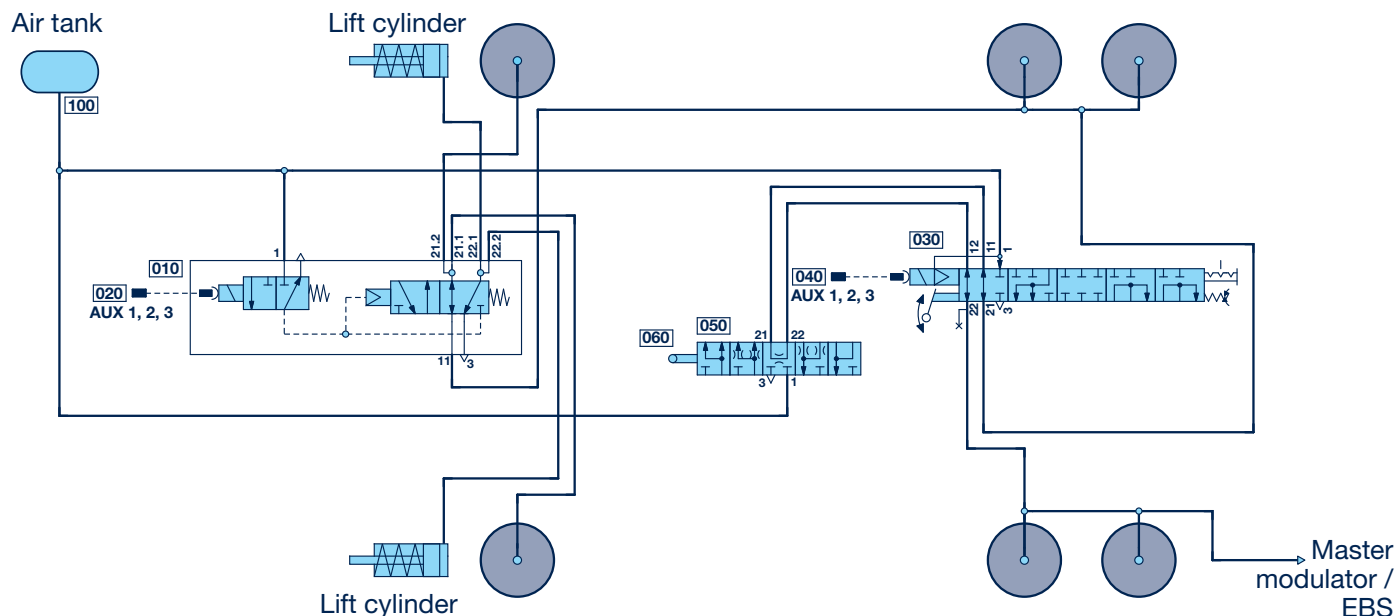 Air tank
Lift cylinder
100
1
21.2
21.1
22.1
22.2
010
020
AUX 1, 2, 3
11
3
060
050
21
22
3
1
040
AUX 1, 2, 3
030
12
11
1
22
21
3
I
Lift cylinder
Master
modulator /
EBS